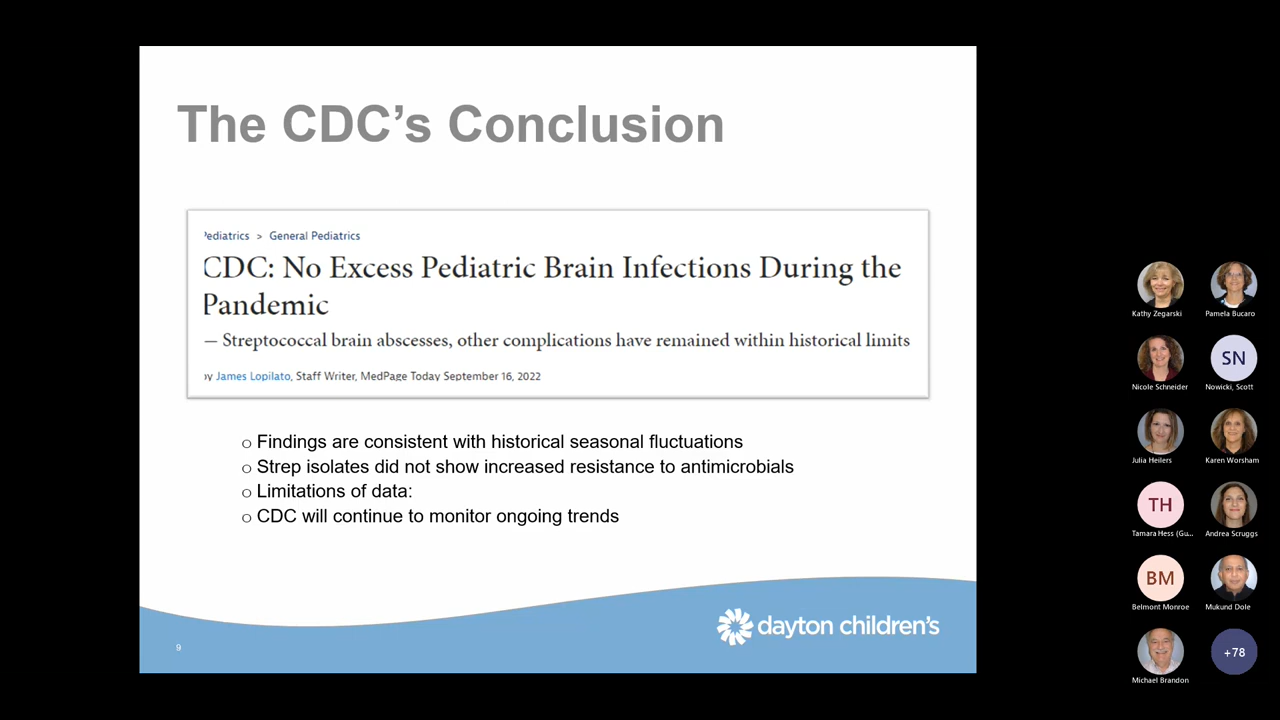 The CDC's Conclusion
Pediatrics > General Pediatrics
CDC: No Excess Pediatric Brain Infections During the
Pandemic
— Streptococcal brain abscesses, other complications have remained within historical limits
by James Lopilato, Staff Writer, MedPage Today September 16, 2022
o Findings are consistent with historical seasonal fluctuations
o Strep isolates did not show increased resistance to antimicrobials
o Limitations of data:
o CDC will continue to monitor ongoing trends
9
dayton children's
Kathy Zegarski
Pamela Bucaro
Nicole Schneider
SN
Nowicki, Scott
Julia Heilers
Karen Worsham
TH
Tamara Hess (Gu...
Andrea Scruggs
BM
Belmont Monroe
Mukund Dole
Michael Brandon
+78